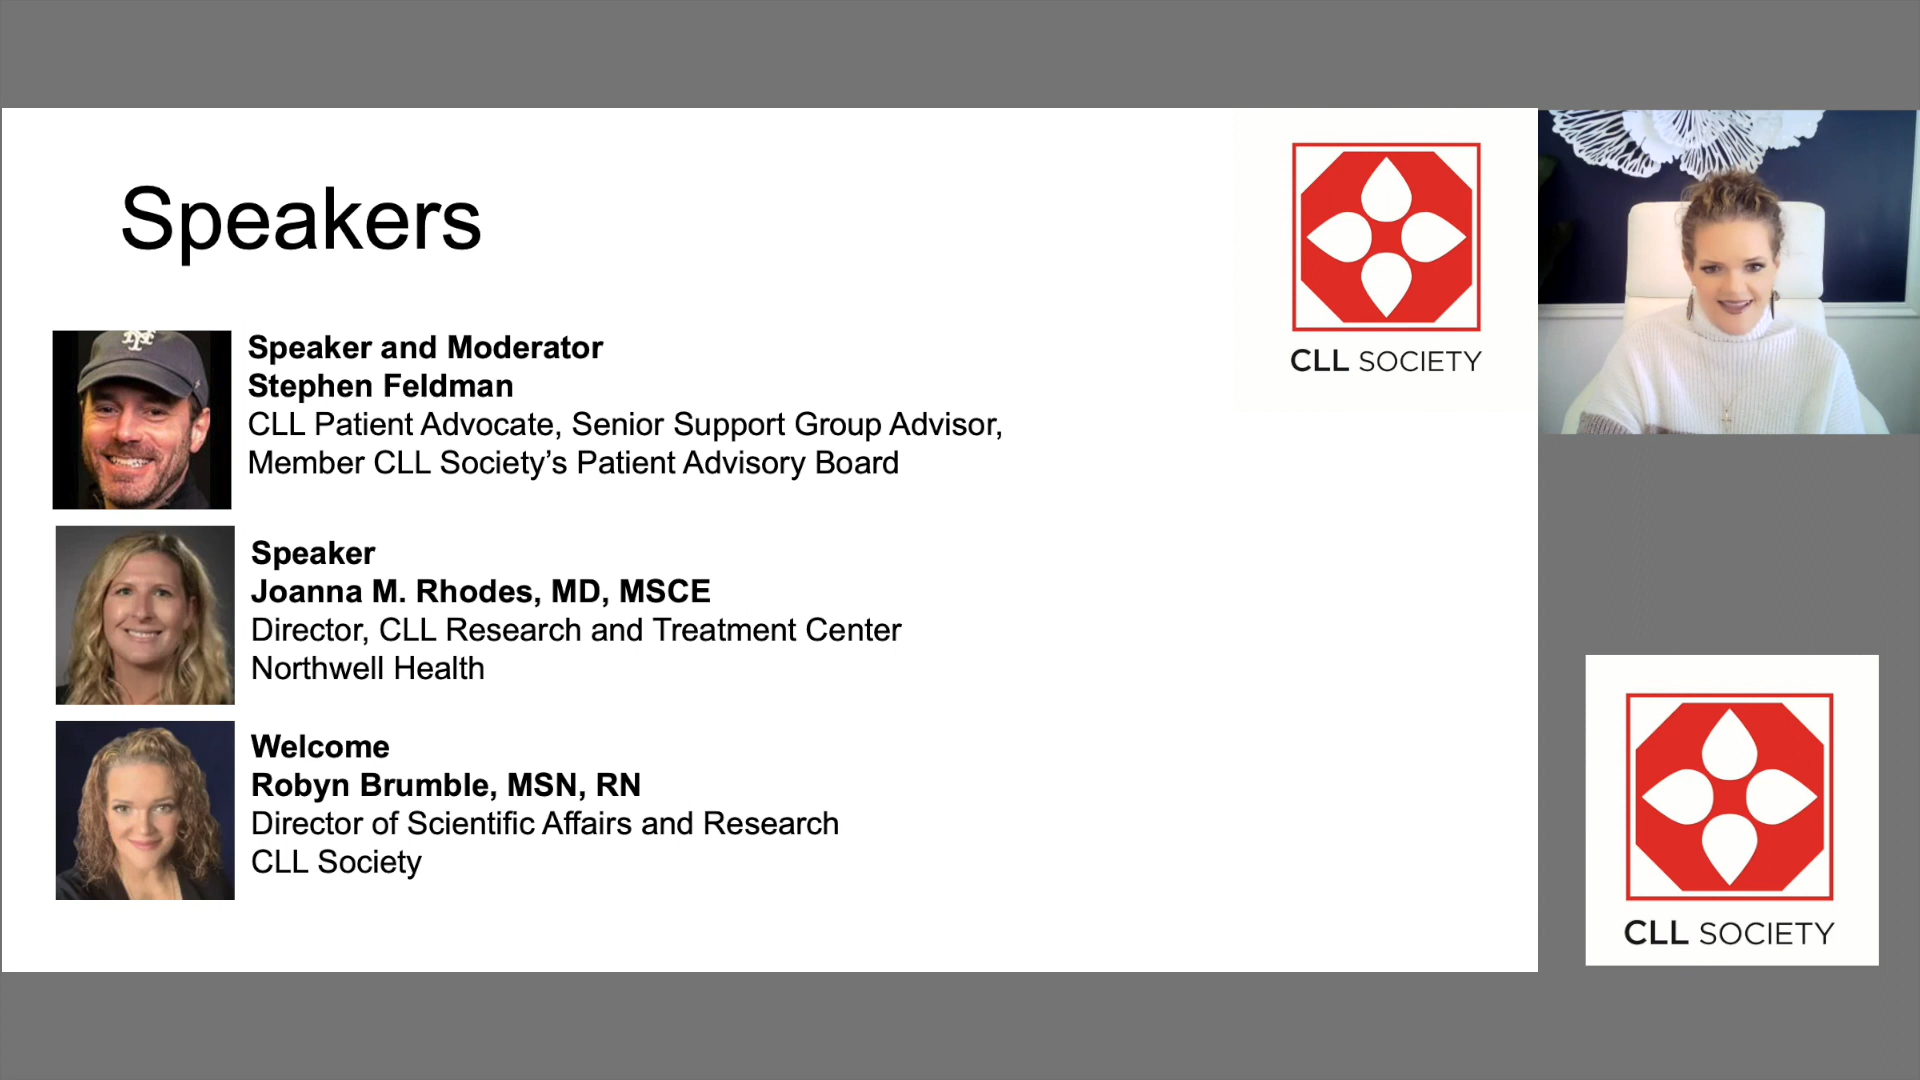 Speakers
Speaker and Moderator
Stephen Feldman
CLL Patient Advocate, Senior Support Group Advisor,
Member CLL Society’s Patient Advisory Board
Speaker
Joanna M. Rhodes, MD, MSCE
Director, CLL Research and Treatment Center
Northwell Health
Welcome
Robyn Brumble, MSN, RN
Director of Scientific Affairs and Research
CLL Society
CLL SOCIETY
CLL SOCIETY